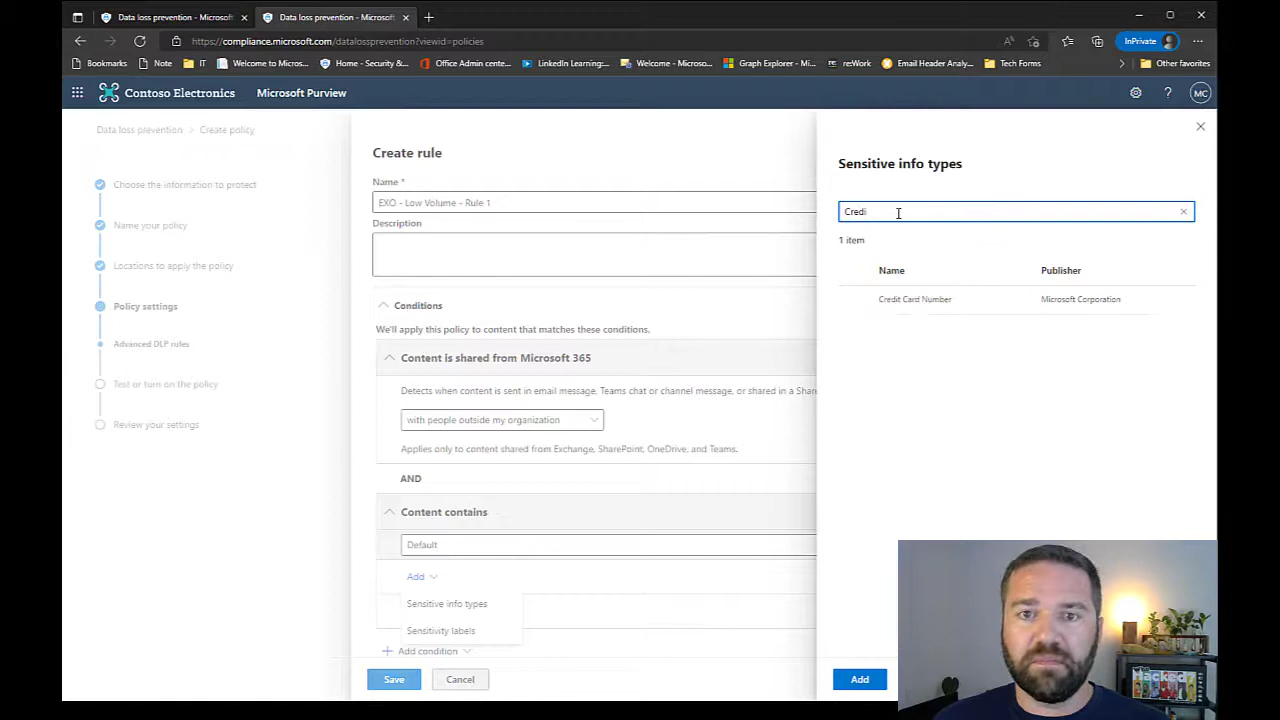 Data loss prevention - Microsoft
Data loss prevention - Microsof
https://compliance.microsoft.com/datalossprevention?viewid=policies
InPrivate
Bookmarks
Note
IT
Welcome to Micros...
Home - Security &...
Office Admin cente...
LinkedIn Learning:...
Welcome - Microso...
Graph Explorer - Mi...
reWork
Email Header Analy...
Tech Forms
Other favorites
Contoso Electronics
Microsoft Purview
MC
Data loss prevention > Create policy
Choose the information to protect
Name your policy
Locations to apply the policy
Policy settings
Advanced DLP rules
Test or turn on the policy
Review your settings
Create rule
Name *
EXO - Low Volume - Rule 1
Description
Conditions
We'll apply this policy to content that matches these conditions.
Content is shared from Microsoft 365
Detects when content is sent in email message, Teams chat or channel message, or shared in a Shar
with people outside my organization
Applies only to content shared from Exchange, SharePoint, OneDrive, and Teams.
AND
Content contains
Default
Add
Sensitive info types
Sensitivity labels
Add condition
Save
Cancel
Sensitive info types
Credi
1 item
Name
Publisher
Credit Card Number
Microsoft Corporation
Add
Hacked